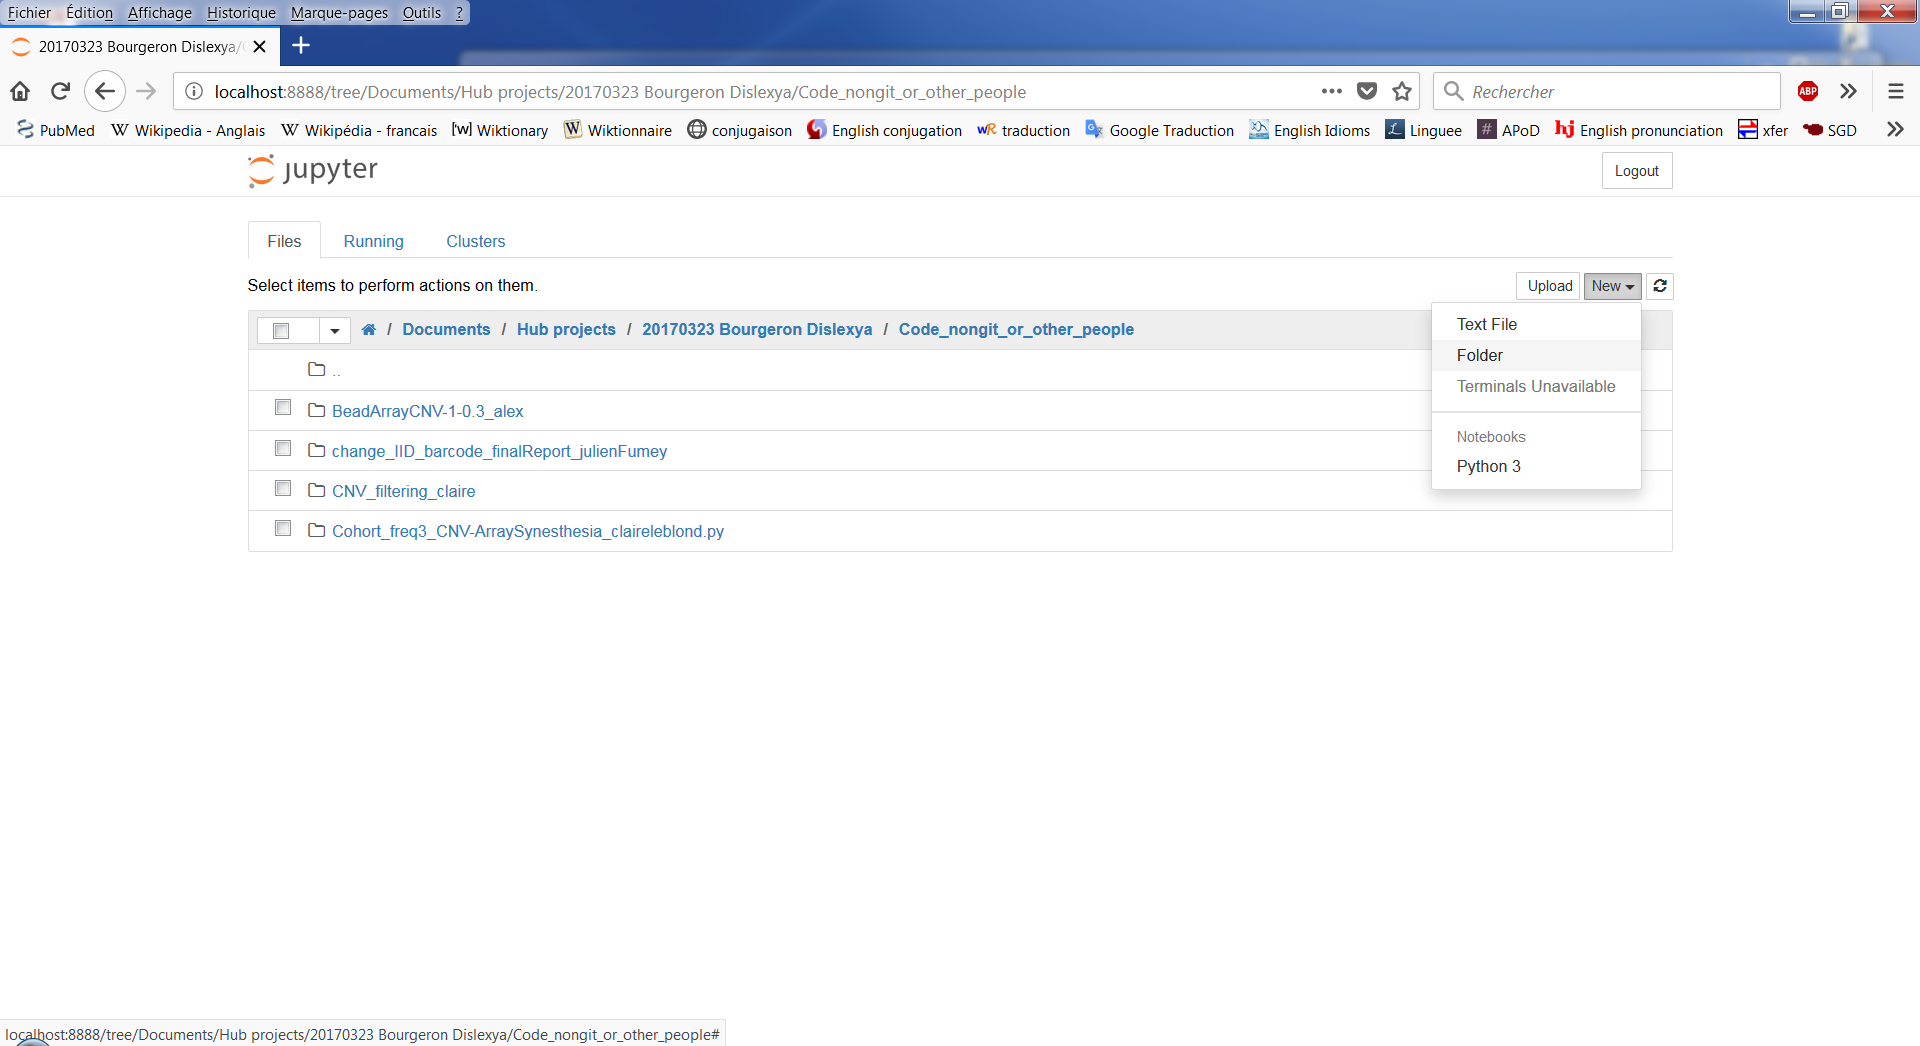 Fichier Édition Affichage Historique Marque-pages Outils ?
20170323 Bourgeron Dislexya/
localhost:8888/tree/Documents/Hub projects/20170323 Bourgeron Dislexya/Code_nongit_or_other_people
Rechercher
ABP
PubMed W Wikipedia - Anglais W Wikipédia - francais [w] Wiktionary W Wiktionnaire conjugaison English conjugation wR traduction Google Traduction English Idioms L Linguee # APoD hj English pronunciation xfer SGD
jupyter
Logout
Files Running Clusters
Select items to perform actions on them.
Upload New
/ Documents / Hub projects / 20170323 Bourgeron Dislexya / Code_nongit_or_other_people
..
BeadArrayCNV-1-0.3_alex
change_IID_barcode_finalReport_julienFumey
CNV_filtering_claire
Cohort_freq3_CNV-ArraySynesthesia_claireleblond.py
Text File
Folder
Terminals Unavailable
Notebooks
Python 3
localhost:8888/tree/Documents/Hub projects/20170323 Bourgeron Dislexya/Code_nongit_or_other_people#